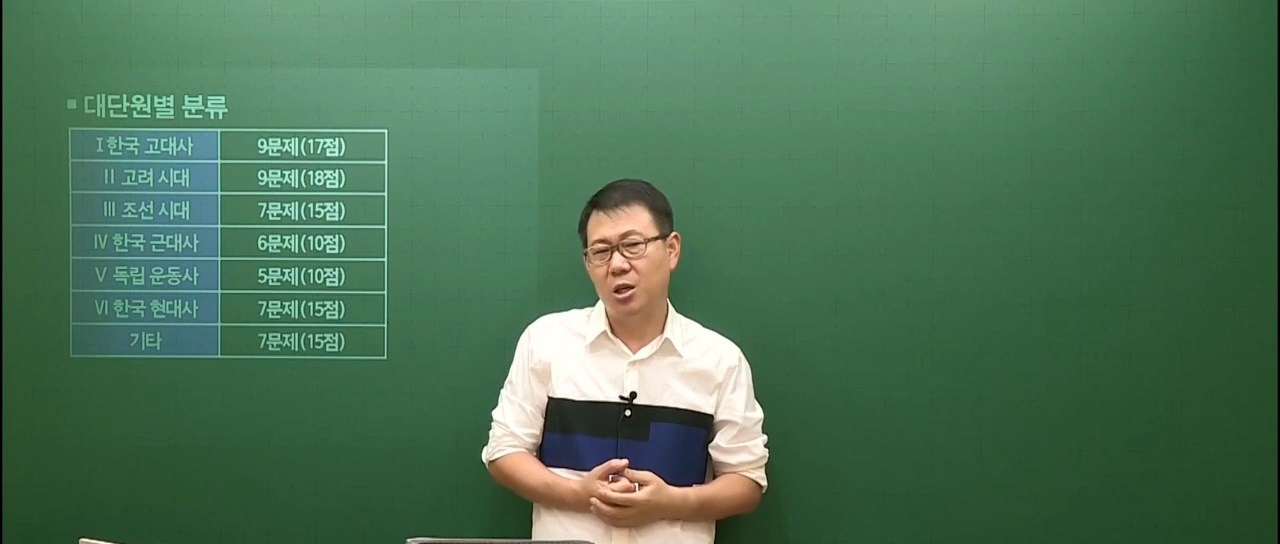 ▪ 대단원별 분류
Ⅰ 한국 고대사 9문제(17점)
Ⅱ 고려 시대 9문제(18점)
Ⅲ 조선 시대 7문제(15점)
Ⅳ 한국 근대사 6문제(10점)
Ⅴ 독립 운동사 5문제(10점)
Ⅵ 한국 현대사 7문제(15점)
기타 7문제(15점)